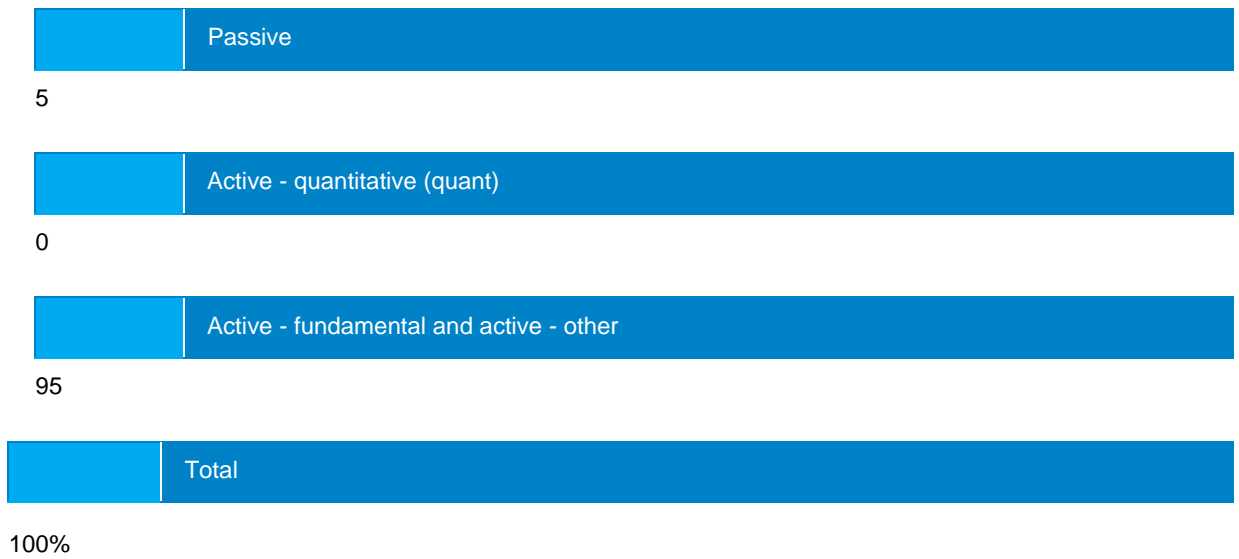 Passive
5
Active - quantitative (quant)
0
Active - fundamental and active - other
95
Total
100%